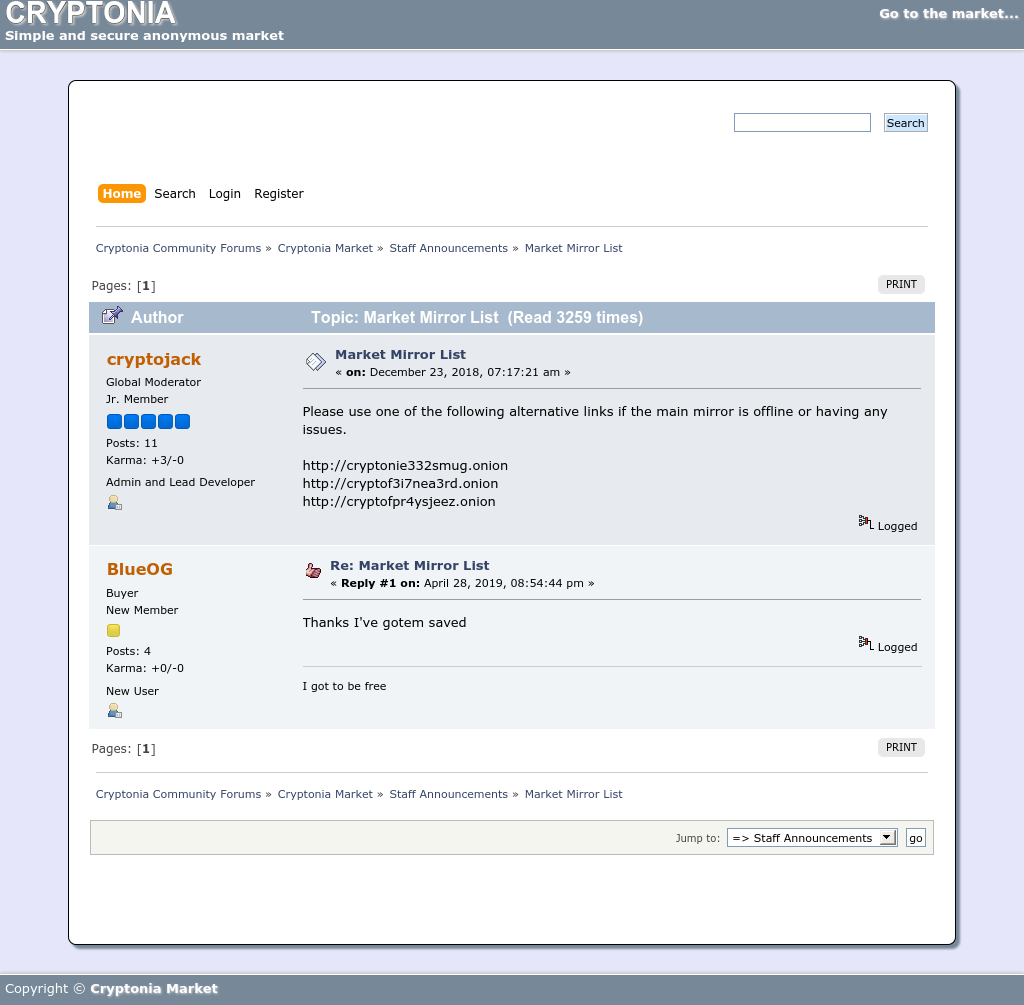 CRYPTONIA
Go to the market...
Simple and secure anonymous market
Search
Home Search Login Register
Cryptonia Community Forums » Cryptonia Market » Staff Announcements » Market Mirror List
Pages: [1]
PRINT
Author Topic: Market Mirror List (Read 3259 times)
cryptojack
Global Moderator
Jr. Member
Posts: 11
Karma: +3/-0
Admin and Lead Developer
Market Mirror List
« on: December 23, 2018, 07:17:21 am »
Please use one of the following alternative links if the main mirror is offline or having any
issues.
http://cryptonie332smug.onion
http://cryptof3i7nea3rd.onion
http://cryptofpr4ysjeez.onion
Logged
BlueOG
Buyer
New Member
Posts: 4
Karma: +0/-0
New User
Re: Market Mirror List
« Reply #1 on: April 28, 2019, 08:54:44 pm »
Thanks I've gotem saved
Logged
I got to be free
Pages: [1]
PRINT
Cryptonia Community Forums » Cryptonia Market » Staff Announcements » Market Mirror List
Jump to: => Staff Announcements go
Copyright © Cryptonia Market